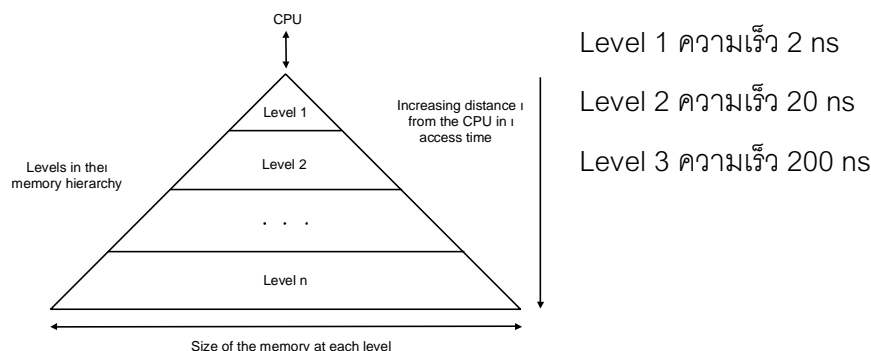 CPU
Level 1
Level 2
. . .
Level n
Levels in the
memory hierarchy
Increasing distance
from the CPU in
access time
Size of the memory at each level
Level 1 ความเร็ว 2 ns
Level 2 ความเร็ว 20 ns
Level 3 ความเร็ว 200 ns